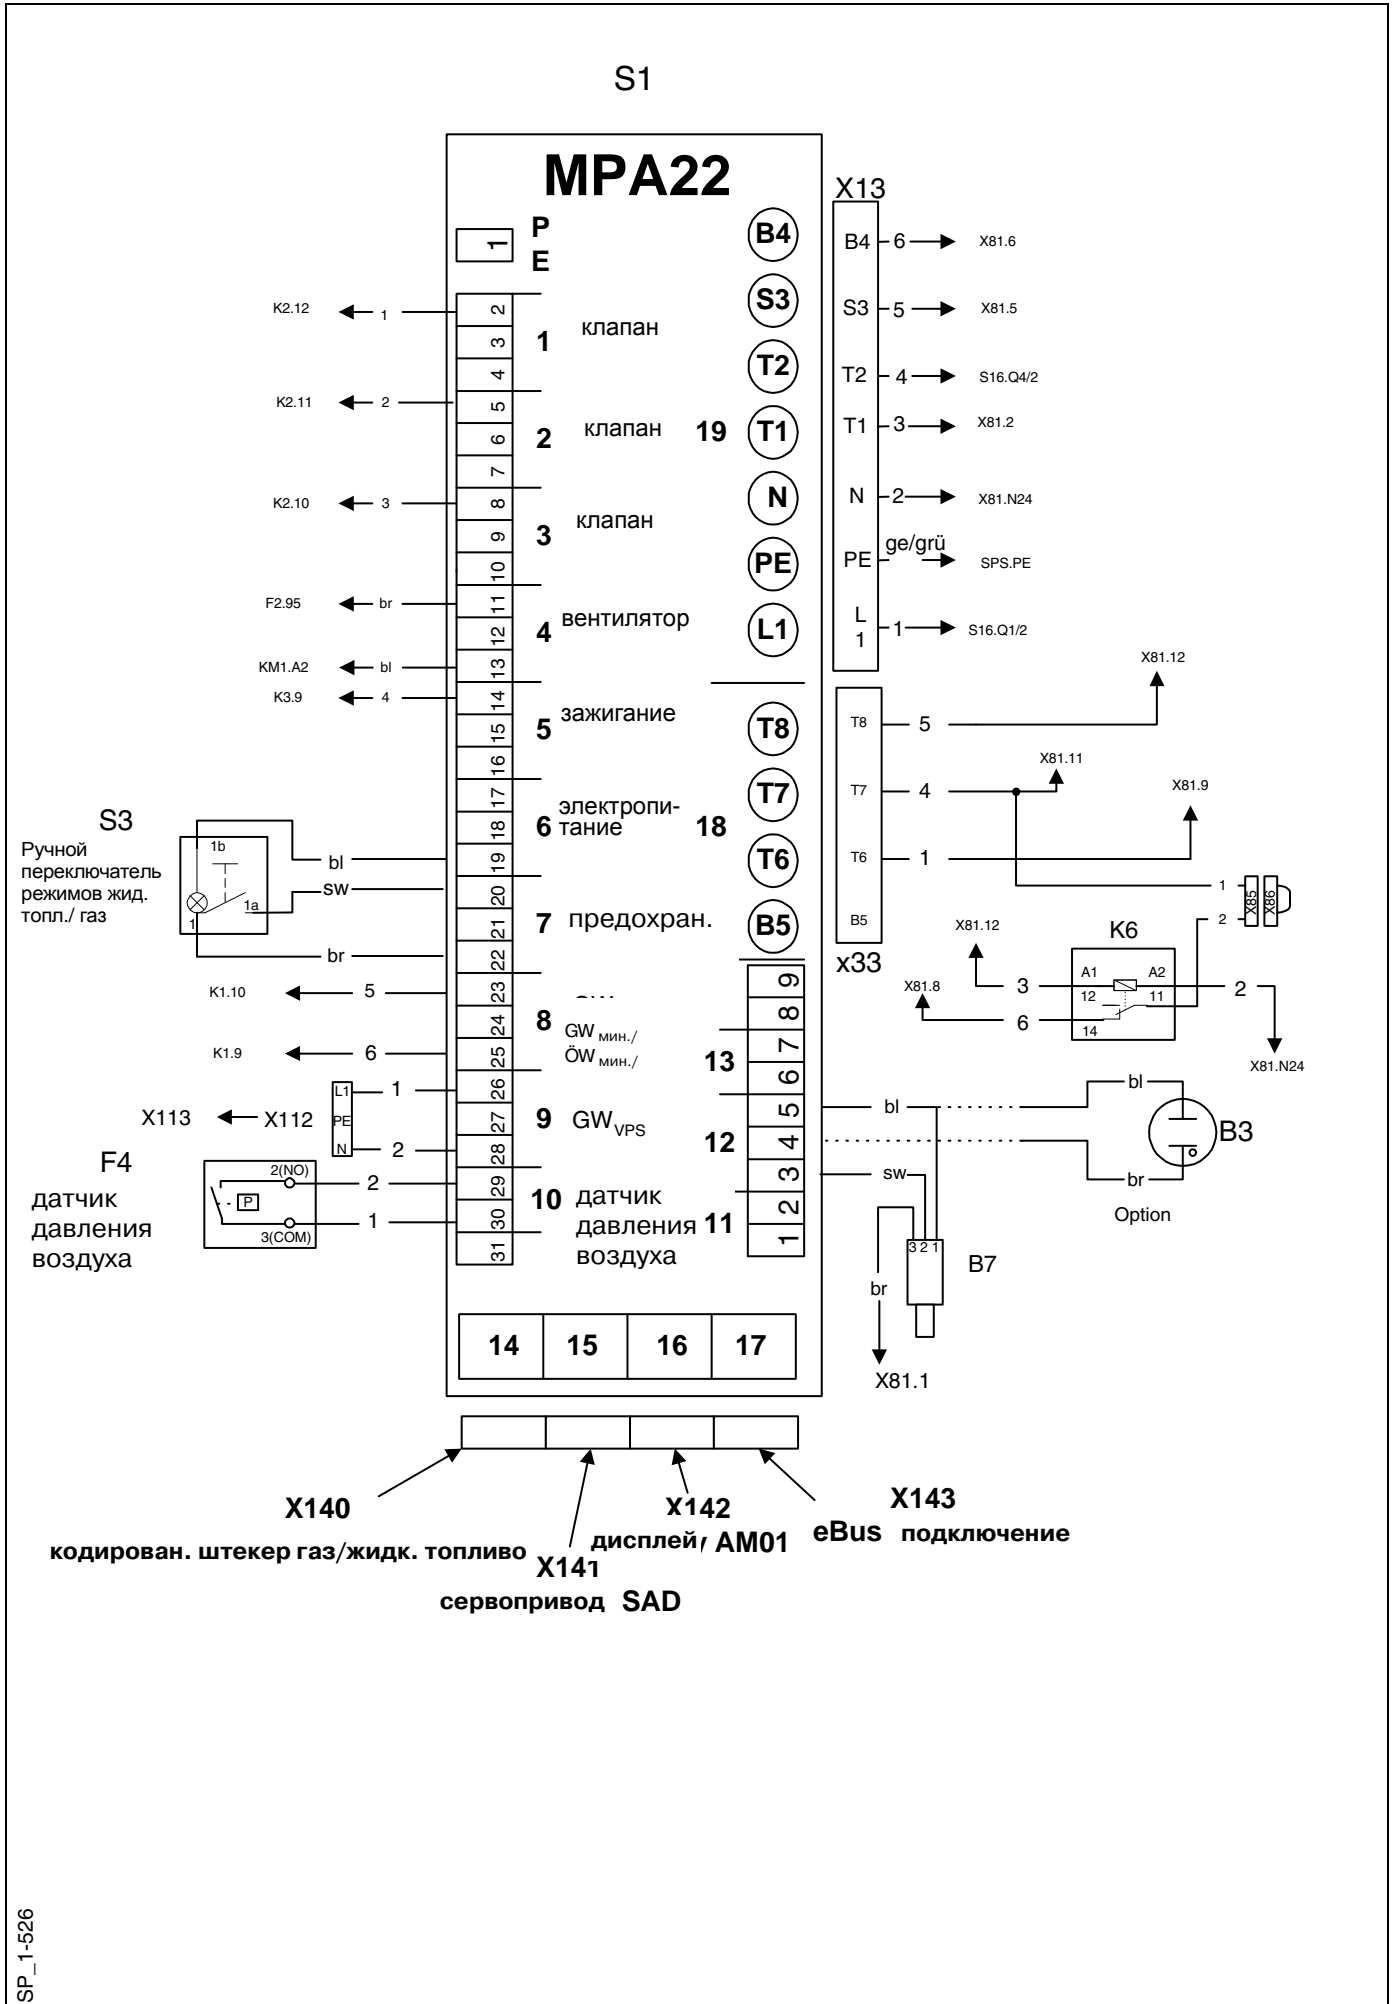 S1
MPA22
P
E
1
X13
B4
B4 6 X81.6
S3
S3 5 X81.5
T2
T2 4 S16.Q4/2
19
T1
T1 3 X81.2
N
N 2 X81.N24
PE
PE ge/grü SPS.PE
L1
L
1
1 S16.Q1/2
K2.12 1
2
3
4
1 клапан
K2.11 2
5
6
7
2 клапан
K2.10 3
8
9
10
3 клапан
F2.95 br
11
12
KM1.A2 bl
13
4 вентилятор
K3.9 4
14
15
16
5 зажигание
17
18
19
6 электропи-
тание
20
21
22
7 предохран.
S3
Ручной
переключатель
режимов жид.
топл./ газ
1b
1a
1
bl
sw
br
K1.10 5
23
24
K1.9 6
25
8
GW мин./
ÖW мин./
X113 X112
L1 1
PE
N 2
26
27
28
9 GW VPS
F4
датчик
давления
воздуха
2(NO)
P
3(COM)
2
1
29
30
31
10 датчик
давления
воздуха
18
T8
T7
T6
B5
T8 5 X81.12
T7 4 X81.11
T6 1 X81.9
B5
x33
1
2
X85
X86
K6
A1 A2
12 11
14
X81.12 3
X81.8 6
2
X81.N24
9
8
13
7
6
12
5
4
3
11
2
1
bl
sw
br
3 2 1
B7
X81.1
bl
br
B3
Option
14 15 16 17
X140
кодирован. штекер газ/жидк. топливо
X141
сервопривод SAD
X142
дисплей AM01
X143
eBus подключение
SP_1-526